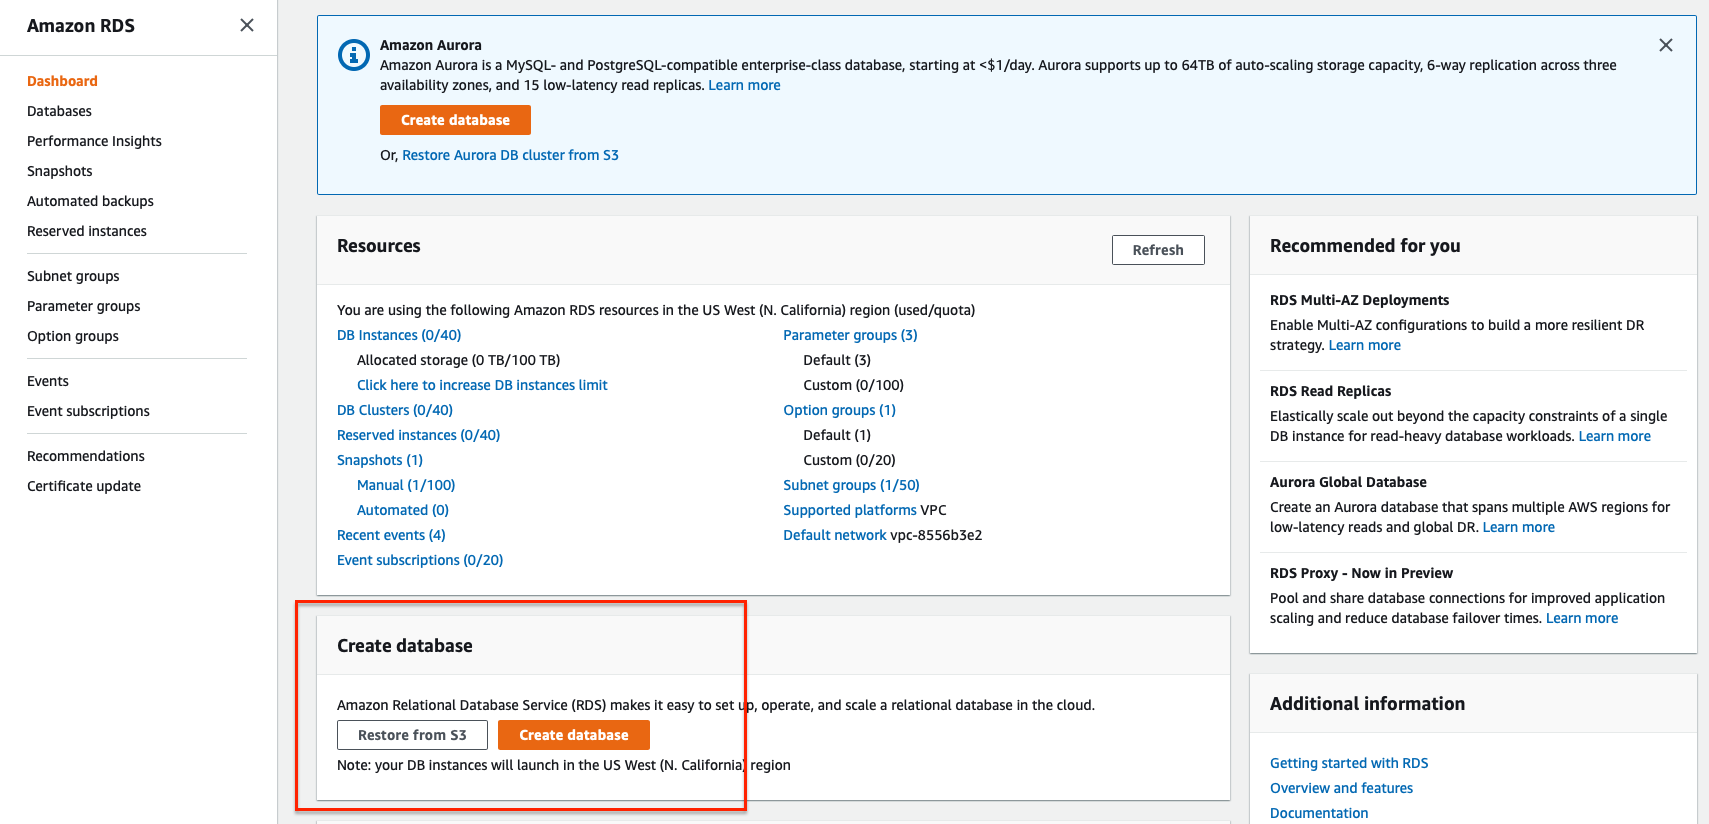 Amazon RDS
Dashboard
Databases
Performance Insights
Snapshots
Automated backups
Reserved instances
Subnet groups
Parameter groups
Option groups
Events
Event subscriptions
Recommendations
Certificate update
Amazon Aurora
Amazon Aurora is a MySQL- and PostgreSQL-compatible enterprise-class database, starting at <$1/day. Aurora supports up to 64TB of auto-scaling storage capacity, 6-way replication across three
availability zones, and 15 low-latency read replicas. Learn more
Create database
Or, Restore Aurora DB cluster from S3
Resources
Refresh
You are using the following Amazon RDS resources in the US West (N. California) region (used/quota)
DB Instances (0/40)
Allocated storage (0 TB/100 TB)
Click here to increase DB instances limit
DB Clusters (0/40)
Reserved instances (0/40)
Snapshots (1)
Manual (1/100)
Automated (0)
Recent events (4)
Event subscriptions (0/20)
Parameter groups (3)
Default (3)
Custom (0/100)
Option groups (1)
Default (1)
Custom (0/20)
Subnet groups (1/50)
Supported platforms VPC
Default network vpc-8556b3e2
Create database
Amazon Relational Database Service (RDS) makes it easy to set up, operate, and scale a relational database in the cloud.
Restore from S3
Create database
Note: your DB instances will launch in the US West (N. California) region
Recommended for you
RDS Multi-AZ Deployments
Enable Multi-AZ configurations to build a more resilient DR
strategy. Learn more
RDS Read Replicas
Elastically scale out beyond the capacity constraints of a single
DB instance for read-heavy database workloads. Learn more
Aurora Global Database
Create an Aurora database that spans multiple AWS regions for
low-latency reads and global DR. Learn more
RDS Proxy - Now in Preview
Pool and share database connections for improved application
scaling and reduce database failover times. Learn more
Additional information
Getting started with RDS
Overview and features
Documentation